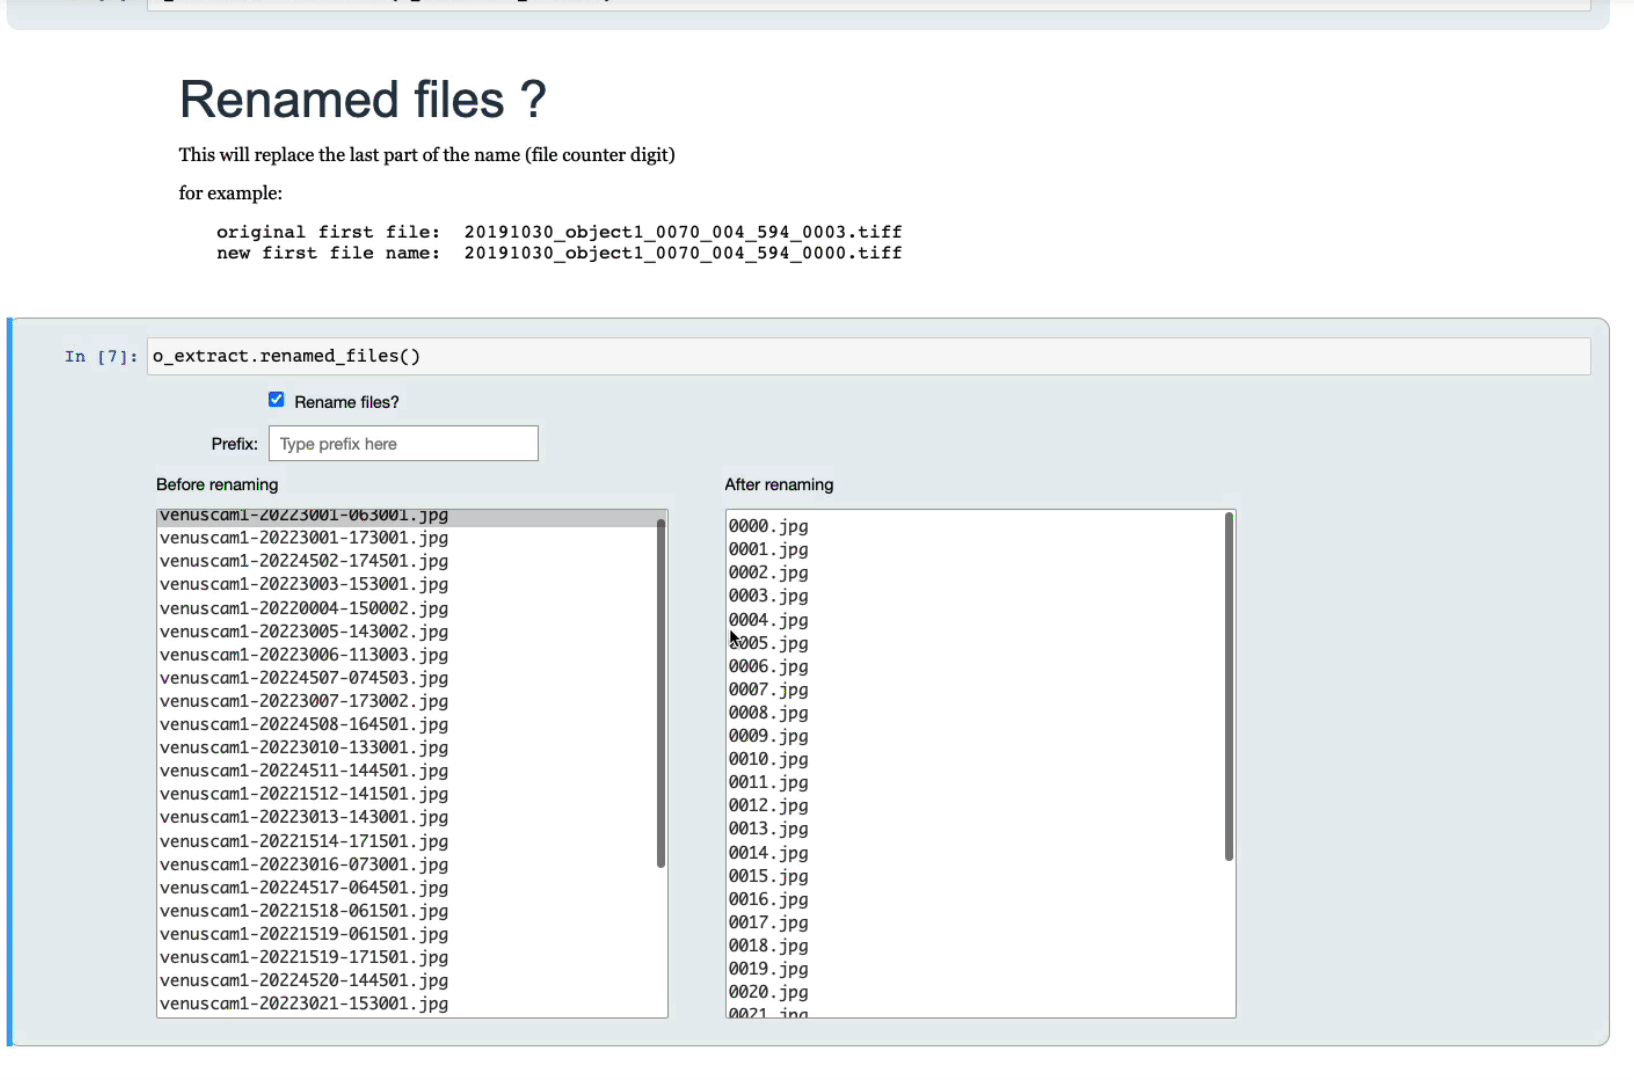 Renamed files ?
This will replace the last part of the name (file counter digit)
for example:
original first file: 20191030_object1_0070_004_594_0003.tiff
new first file name: 20191030_object1_0070_004_594_0000.tiff
In [7]: o_extract.renamed_files()
Rename files?
Prefix: Type prefix here
Before renaming
venuscam1-20223001-063001.jpg
venuscam1-20223001-173001.jpg
venuscam1-20224502-174501.jpg
venuscam1-20223003-153001.jpg
venuscam1-20220004-150002.jpg
venuscam1-20223005-143002.jpg
venuscam1-20223006-113003.jpg
venuscam1-20224507-074503.jpg
venuscam1-20223007-173002.jpg
venuscam1-20224508-164501.jpg
venuscam1-20223010-133001.jpg
venuscam1-20224511-144501.jpg
venuscam1-20221512-141501.jpg
venuscam1-20223013-143001.jpg
venuscam1-20221514-171501.jpg
venuscam1-20223016-073001.jpg
venuscam1-20224517-064501.jpg
venuscam1-20221518-061501.jpg
venuscam1-20221519-061501.jpg
venuscam1-20221519-171501.jpg
venuscam1-20224520-144501.jpg
venuscam1-20223021-153001.jpg
After renaming
0000.jpg
0001.jpg
0002.jpg
0003.jpg
0004.jpg
0005.jpg
0006.jpg
0007.jpg
0008.jpg
0009.jpg
0010.jpg
0011.jpg
0012.jpg
0013.jpg
0014.jpg
0015.jpg
0016.jpg
0017.jpg
0018.jpg
0019.jpg
0020.jpg
0021.jpg